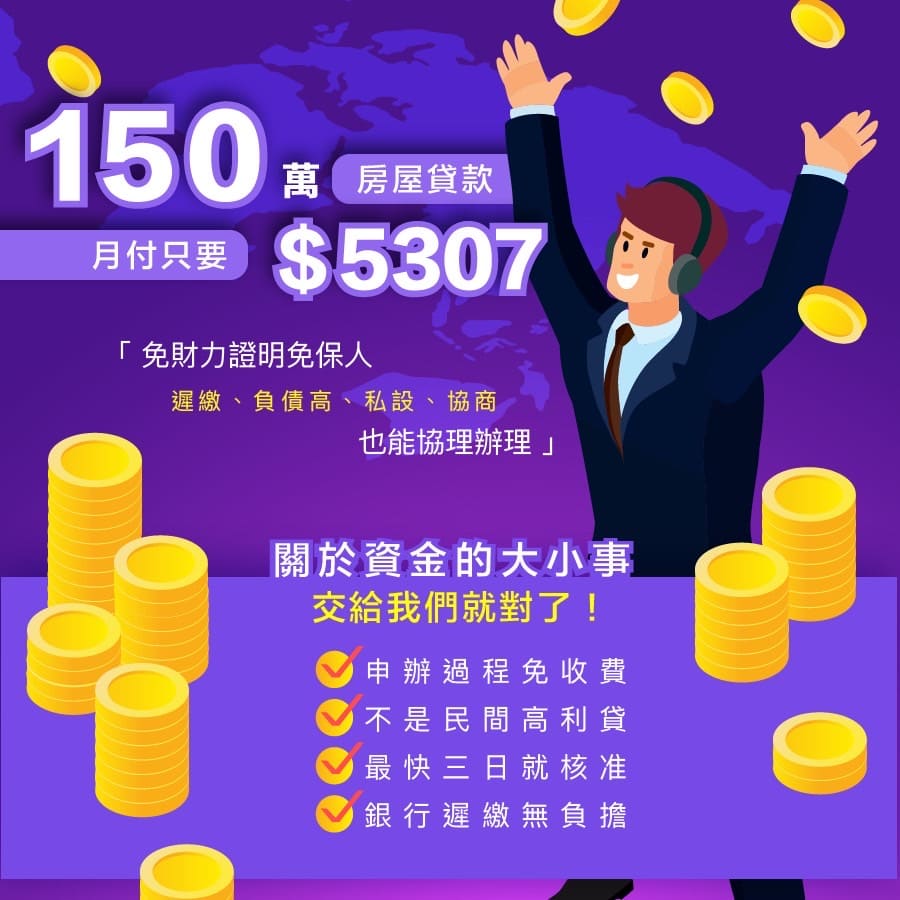 150萬 房屋貸款
月付只要 $5307
「免財力證明免保人
遲繳、負債高、私設、協商
也能協理辦理」
關於資金的大小事
交給我們就對了！
申辦過程免收費
不是民間高利貸
最快三日就核准
銀行遲繳無負擔